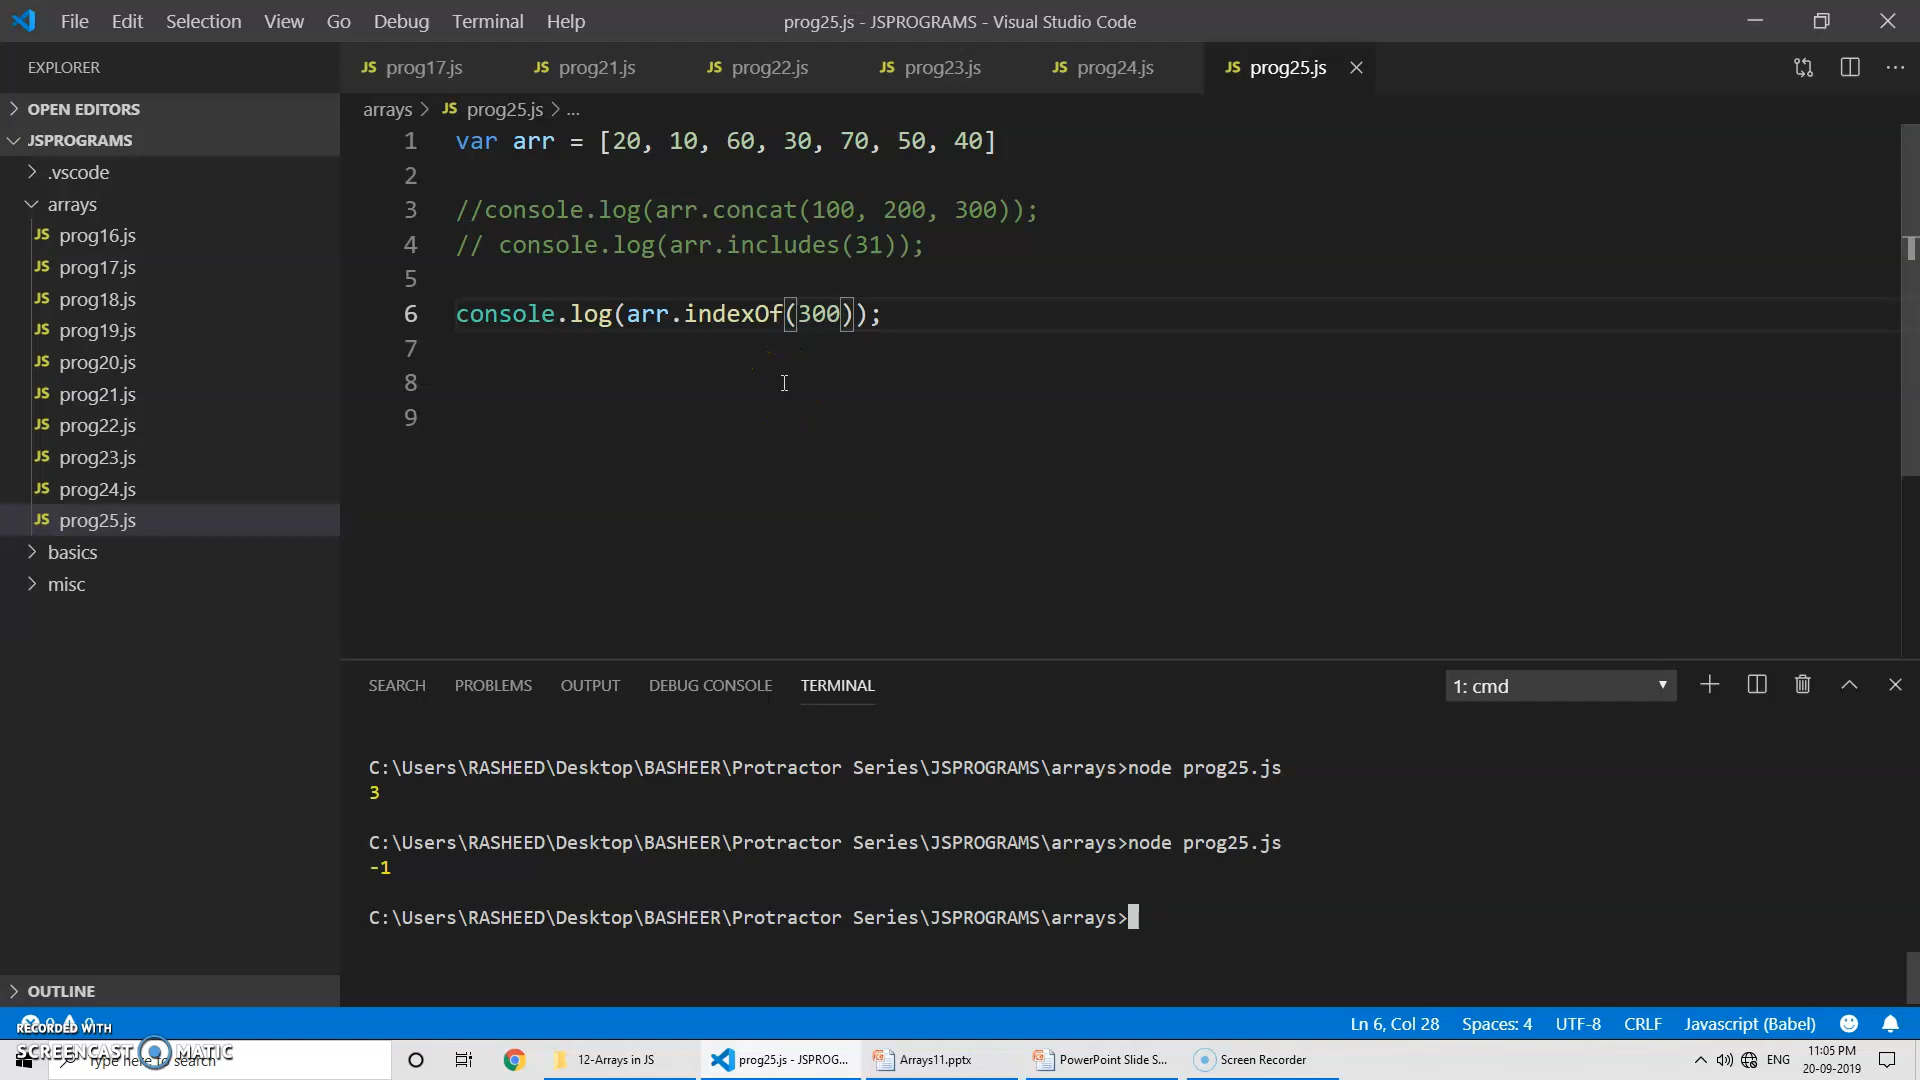 File Edit Selection View Go Debug Terminal Help
prog25.js - JSPROGRAMS - Visual Studio Code
EXPLORER
JS prog17.js JS prog21.js JS prog22.js JS prog23.js JS prog24.js JS prog25.js
OPEN EDITORS
JSPROGRAMS
.vscode
arrays
JS prog16.js
JS prog17.js
JS prog18.js
JS prog19.js
JS prog20.js
JS prog21.js
JS prog22.js
JS prog23.js
JS prog24.js
JS prog25.js
basics
misc
OUTLINE
arrays > JS prog25.js > ...
1 var arr = [20, 10, 60, 30, 70, 50, 40]
2
3 //console.log(arr.concat(100, 200, 300));
4 // console.log(arr.includes(31));
5
6 console.log(arr.indexOf(300));
7
8
9
SEARCH PROBLEMS OUTPUT DEBUG CONSOLE TERMINAL
1: cmd
C:\Users\RASHEED\Desktop\BASHEER\Protractor Series\JSPROGRAMS\arrays>node prog25.js
3
C:\Users\RASHEED\Desktop\BASHEER\Protractor Series\JSPROGRAMS\arrays>node prog25.js
-1
C:\Users\RASHEED\Desktop\BASHEER\Protractor Series\JSPROGRAMS\arrays>
Ln 6, Col 28 Spaces: 4 UTF-8 CRLF Javascript (Babel)
RECORDED WITH
SCREENCAST MATIC
Type here to search
12-Arrays in JS
prog25.js - JSPROG...
Arrays11.pptx
PowerPoint Slide S...
Screen Recorder
ENG
11:05 PM
20-09-2019